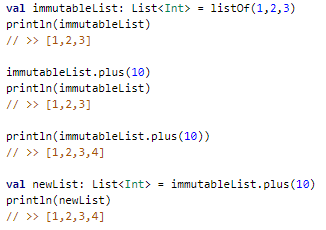 val immutableList: List<Int> = listOf(1,2,3)
println(immutableList)
// >> [1,2,3]
immutableList.plus(10)
println(immutableList)
// >> [1,2,3]
println(immutableList.plus(10))
// >> [1,2,3,4]
val newList: List<Int> = immutableList.plus(10)
println(newList)
// >> [1,2,3,4]